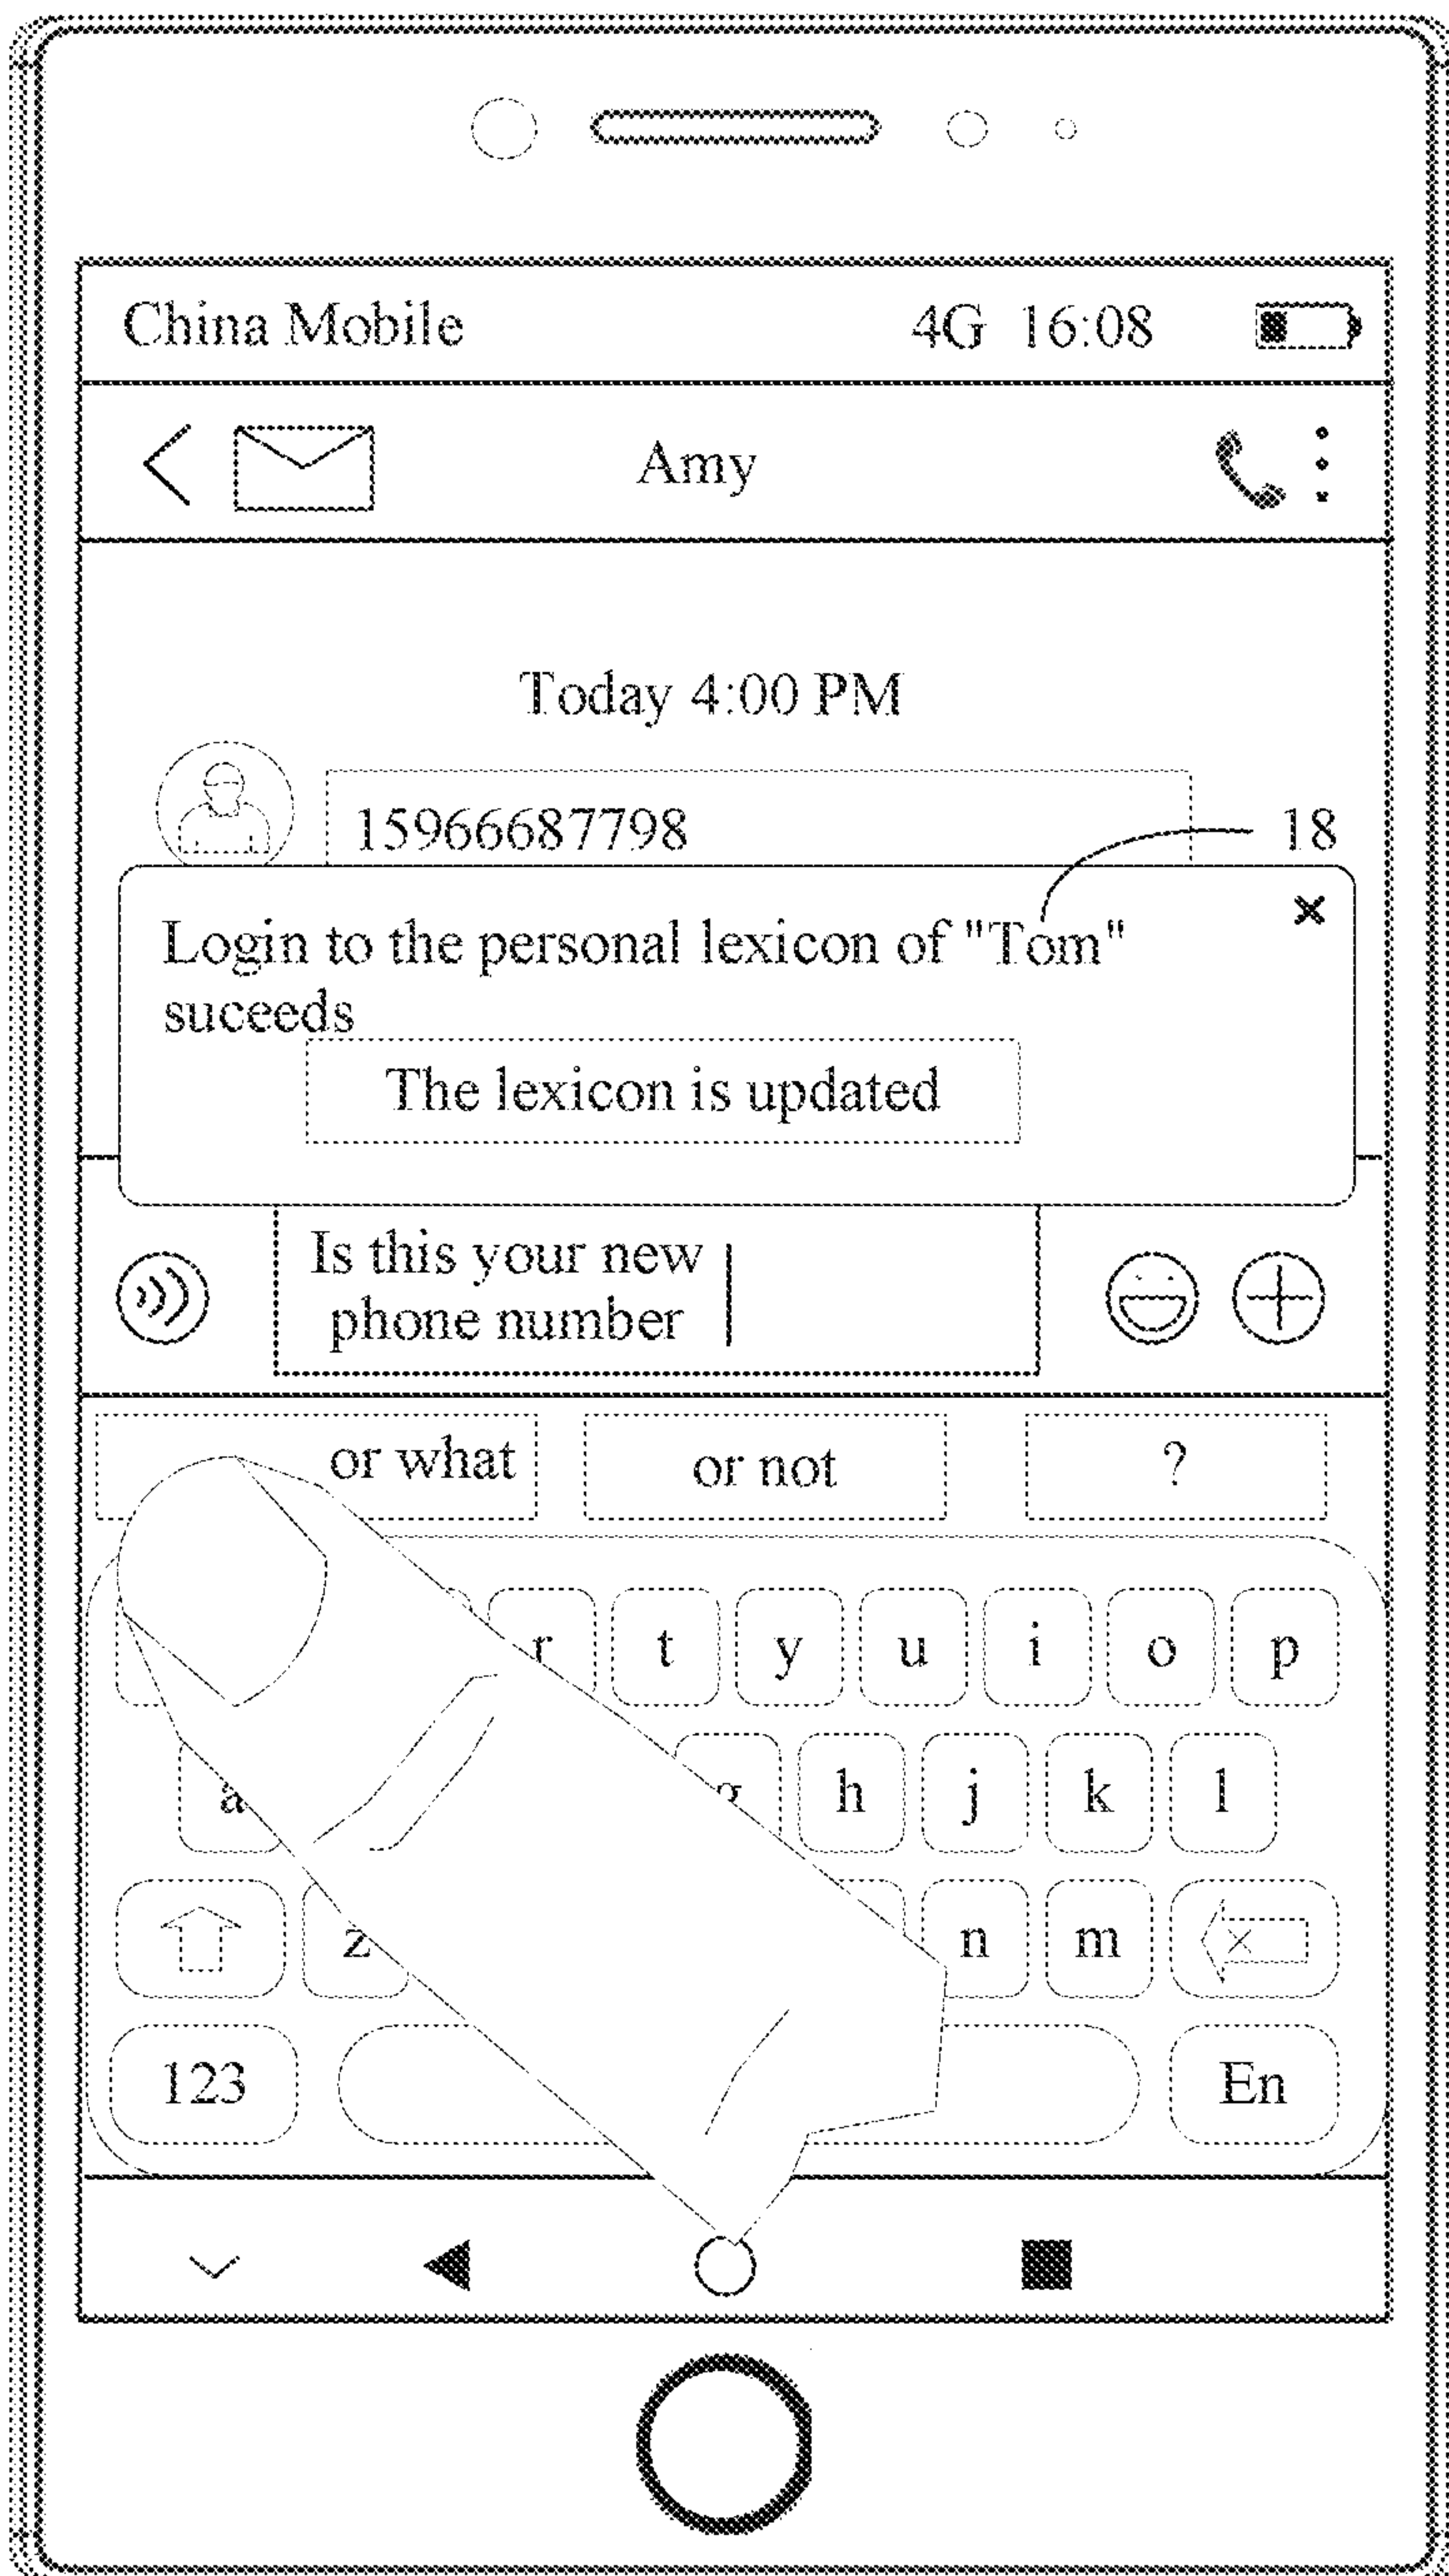 China Mobile 4G 16:08
Amy
Today 4:00 PM
15966687798 18
Login to the personal lexicon of "Tom"
suceeds
The lexicon is updated
Is this your new
phone number
or what or not ?
r t y u i o p
a g h j k l
z n m
123 En